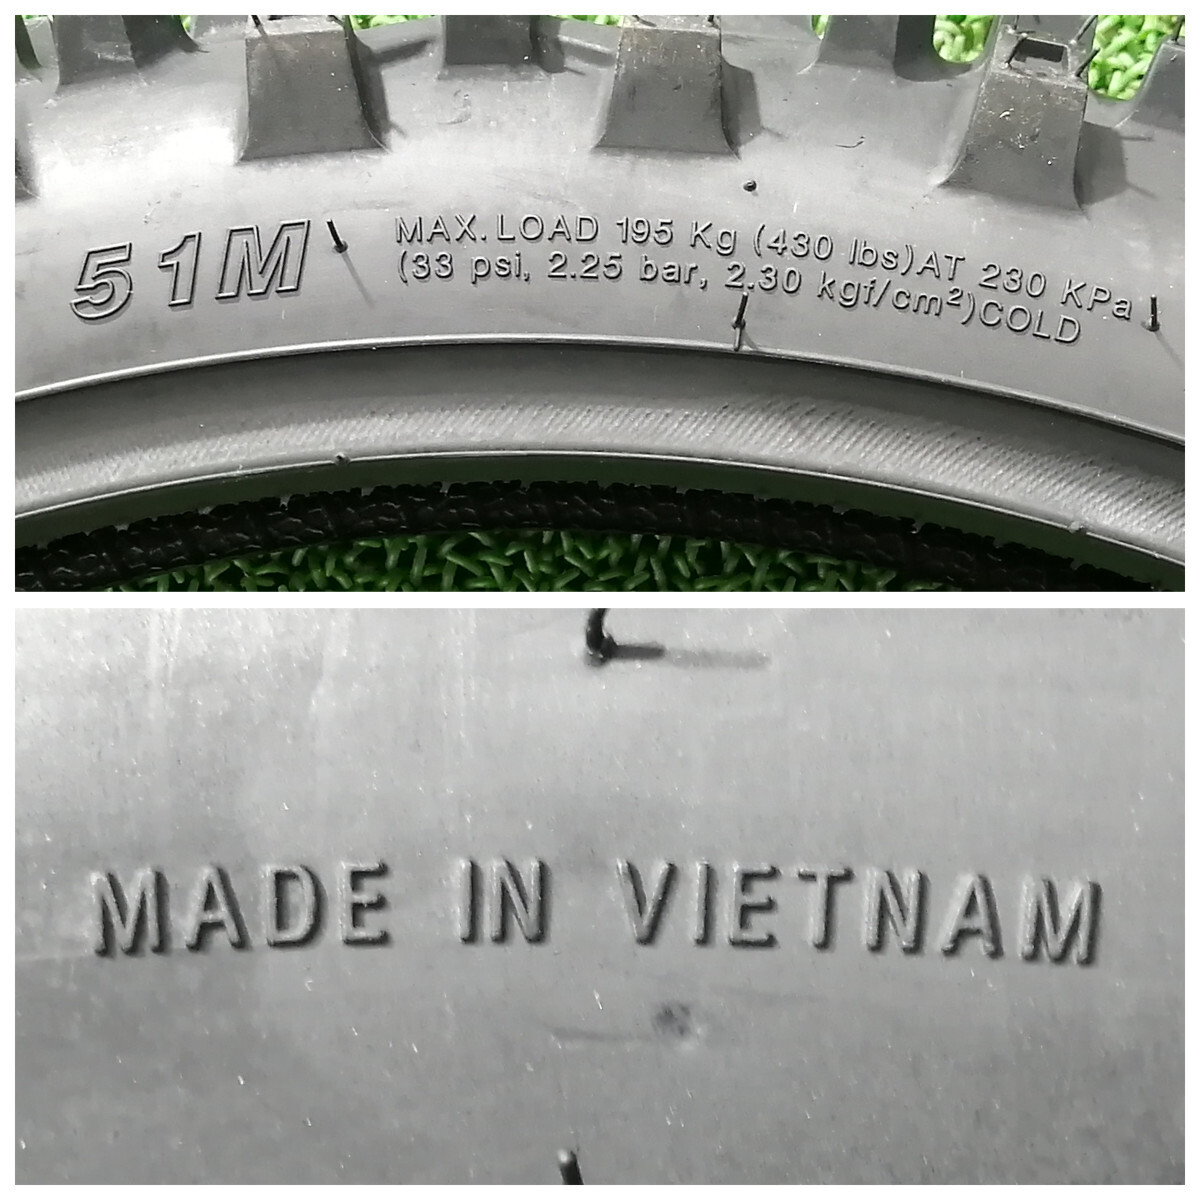 51M
MAX. LOAD 195 Kg (430 lbs)AT 230 KPa
(33 psi, 2.25 bar, 2.30 kgf/cm²)COLD
MADE IN VIETNAM